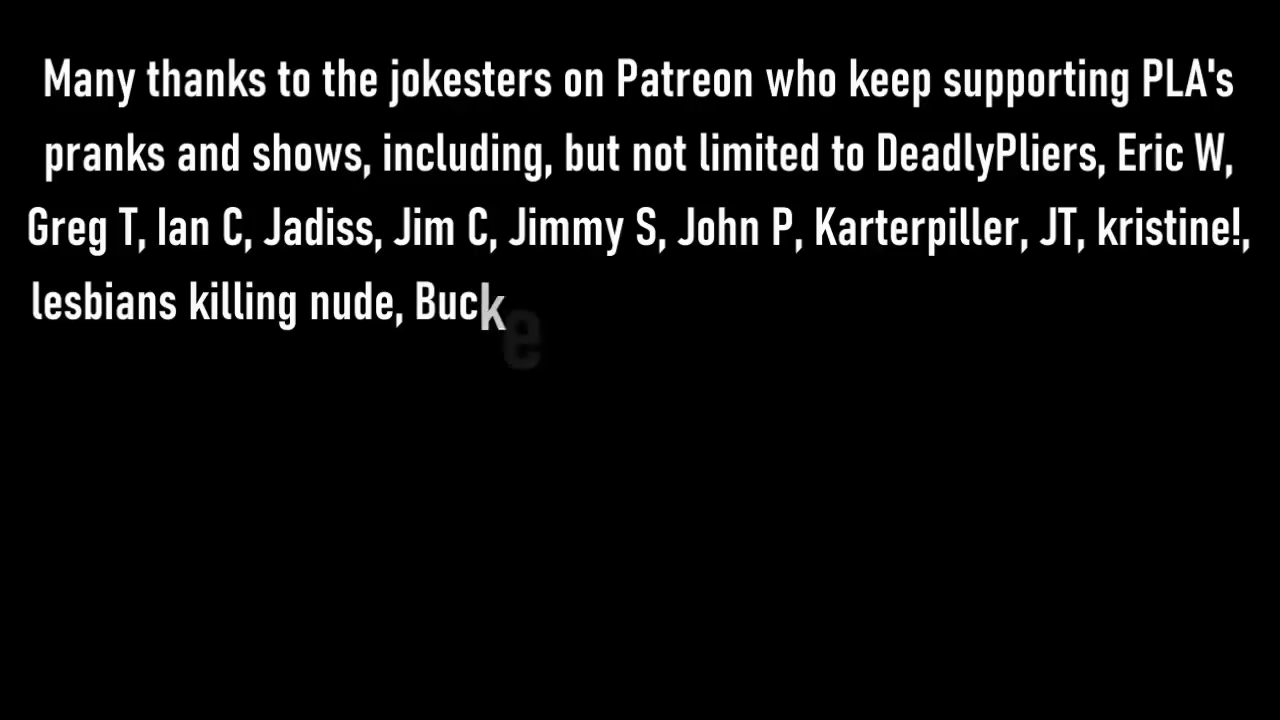 Many thanks to the jokesters on Patreon who keep supporting PLA's
pranks and shows, including, but not limited to DeadlyPliers, Eric W,
Greg T, Ian C, Jadiss, Jim C, Jimmy S, John P, Karterpiller, JT, kristine!,
lesbians killing nude, Bucke